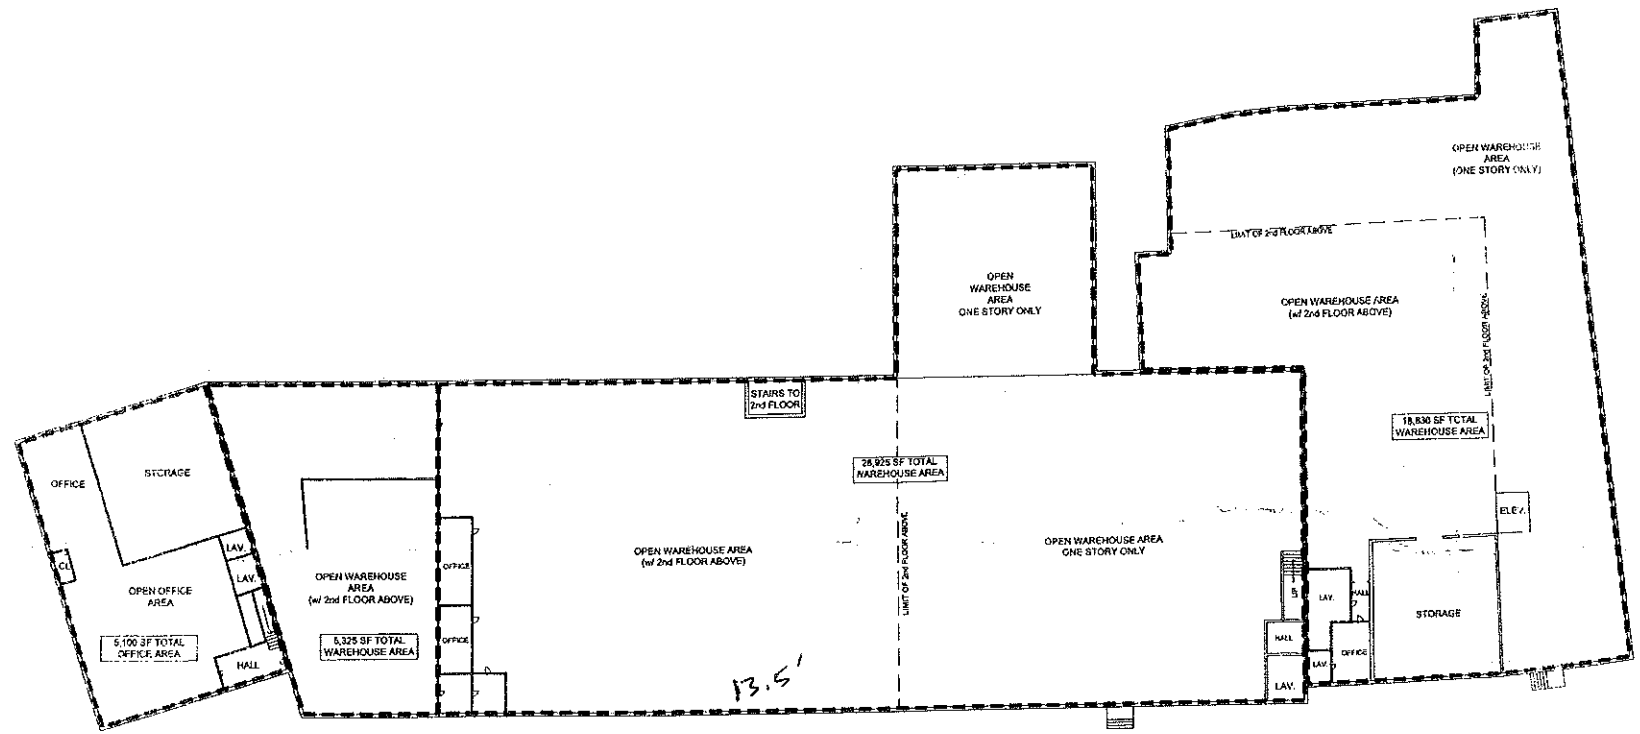 OFFICE
STORAGE
CL.
LAV.
LAV.
OPEN OFFICE
AREA
5,100 SF TOTAL
OFFICE AREA
HALL
OPEN WAREHOUSE
AREA
(w/ 2nd FLOOR ABOVE)
5,325 SF TOTAL
WAREHOUSE AREA
OFFICE
OFFICE
STAIRS TO
2nd FLOOR
OPEN WAREHOUSE AREA
(w/ 2nd FLOOR ABOVE)
13.5'
OPEN
WAREHOUSE
AREA
ONE STORY ONLY
SF TOTAL
WAREHOUSE AREA
LIMIT OF 2nd FLOOR ABOVE
OPEN WAREHOUSE AREA
ONE STORY ONLY
UP
HALL
LAV.
OPEN WAREHOUSE
AREA
(ONE STORY ONLY)
LIMIT OF 2nd FLOOR ABOVE
OPEN WAREHOUSE AREA
(w/ 2nd FLOOR ABOVE)
LIMIT OF 2nd FLOOR ABOVE
SF TOTAL
WAREHOUSE AREA
ELEV.
LAV.
HALL
LAV.
OFFICE
STORAGE